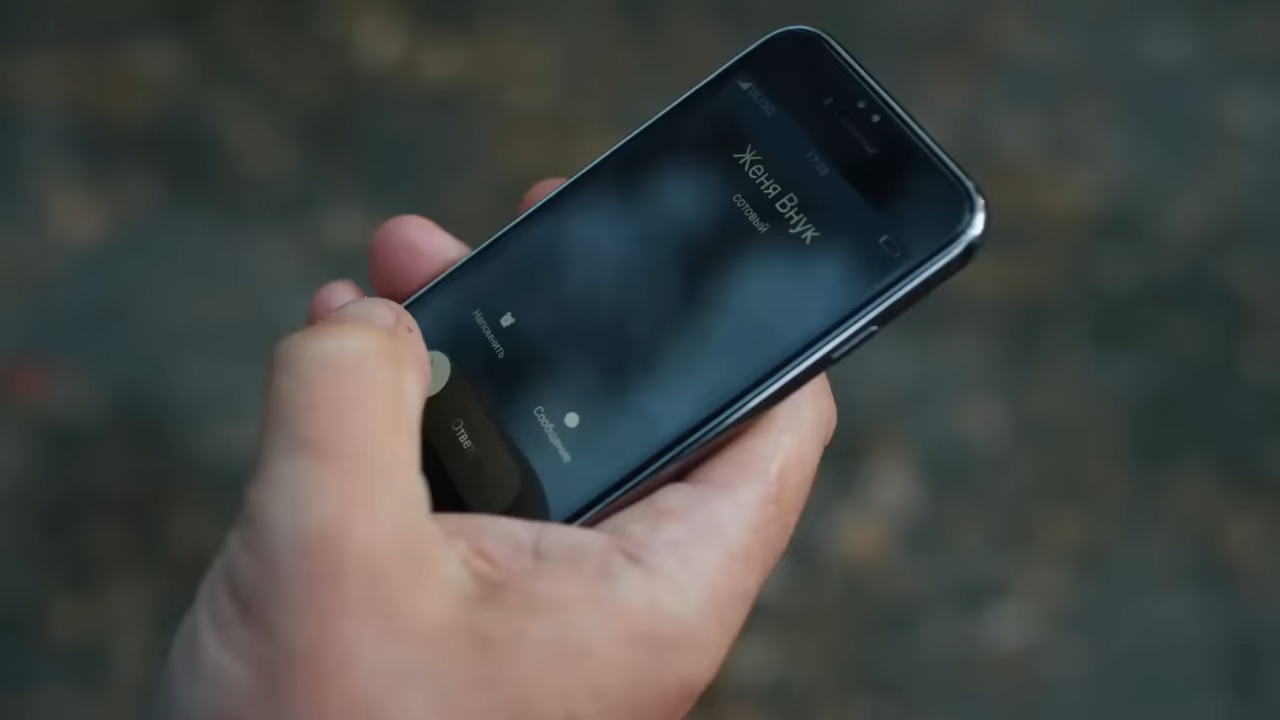 Женя Внук
сотовый
Напомнить
Сообщение